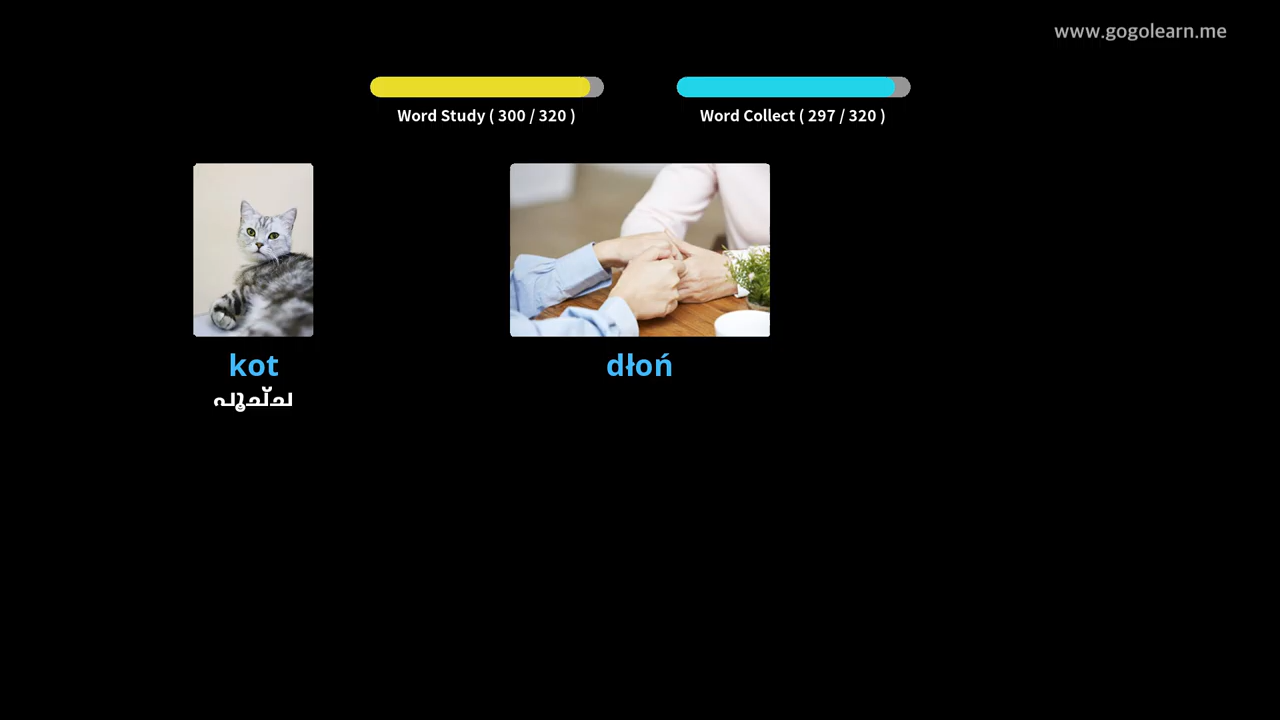 www.gogolearn.me
Word Study ( 300 / 320 )
Word Collect ( 297 / 320 )
kot
പൂച്ച
dłoń